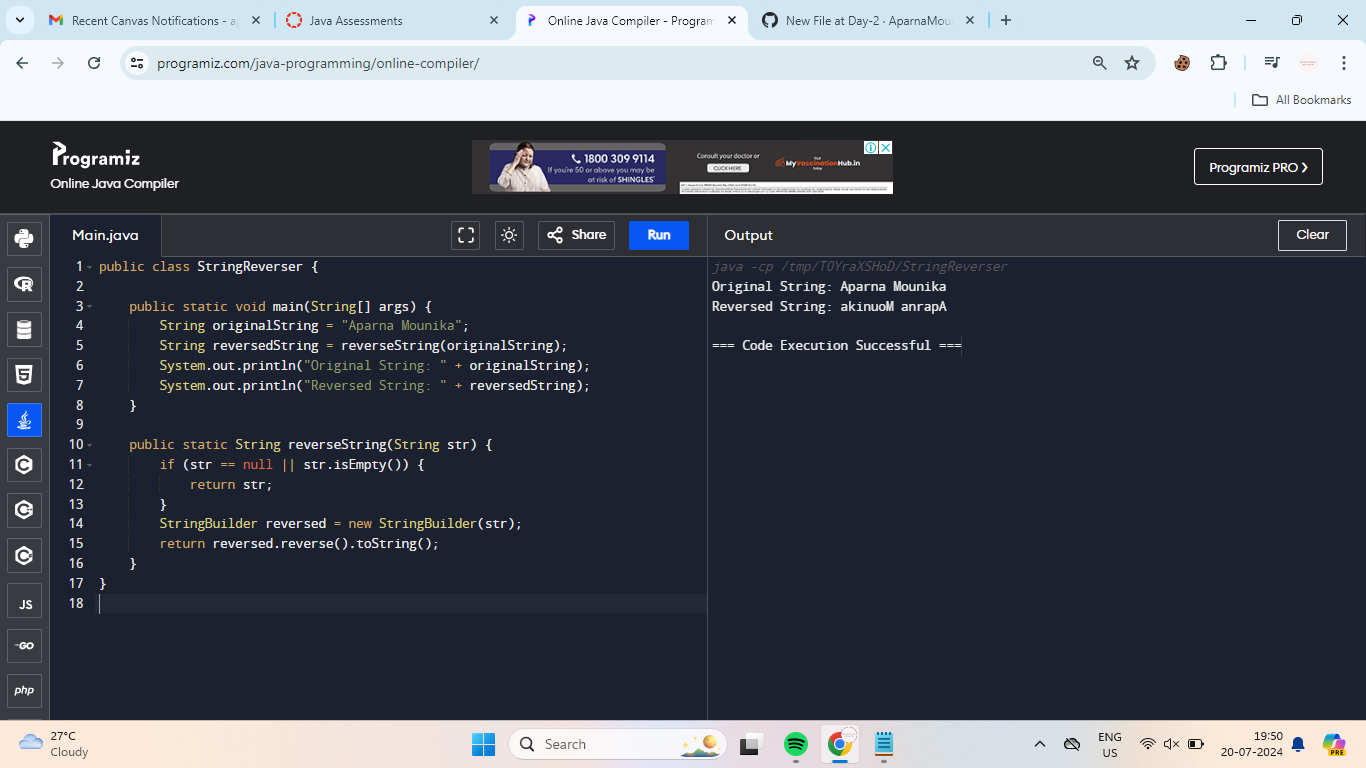 Recent Canvas Notifications - ap
Java Assessments
Online Java Compiler - Program
New File at Day-2 · AparnaMou
programiz.com/java-programming/online-compiler/
All Bookmarks
Programiz
Online Java Compiler
1800 309 9114
If you're 50 or above you may be
at risk of SHINGLES*
Consult your doctor or
CLICK HERE
Visit
MyVaccinationHub.in
today
Programiz PRO
Main.java
Share
Run
Output
Clear
1 public class StringReverser {
2
3 public static void main(String[] args) {
4 String originalString = "Aparna Mounika";
5 String reversedString = reverseString(originalString);
6 System.out.println("Original String: " + originalString);
7 System.out.println("Reversed String: " + reversedString);
8 }
9
10 public static String reverseString(String str) {
11 if (str == null || str.isEmpty()) {
12 return str;
13 }
14 StringBuilder reversed = new StringBuilder(str);
15 return reversed.reverse().toString();
16 }
17 }
18
java -cp /tmp/T0YraXSHoD/StringReverser
Original String: Aparna Mounika
Reversed String: akinuoM anrapA
=== Code Execution Successful ===
JS
GO
php
27°C
Cloudy
Search
ENG
US
19:50
20-07-2024
PRE